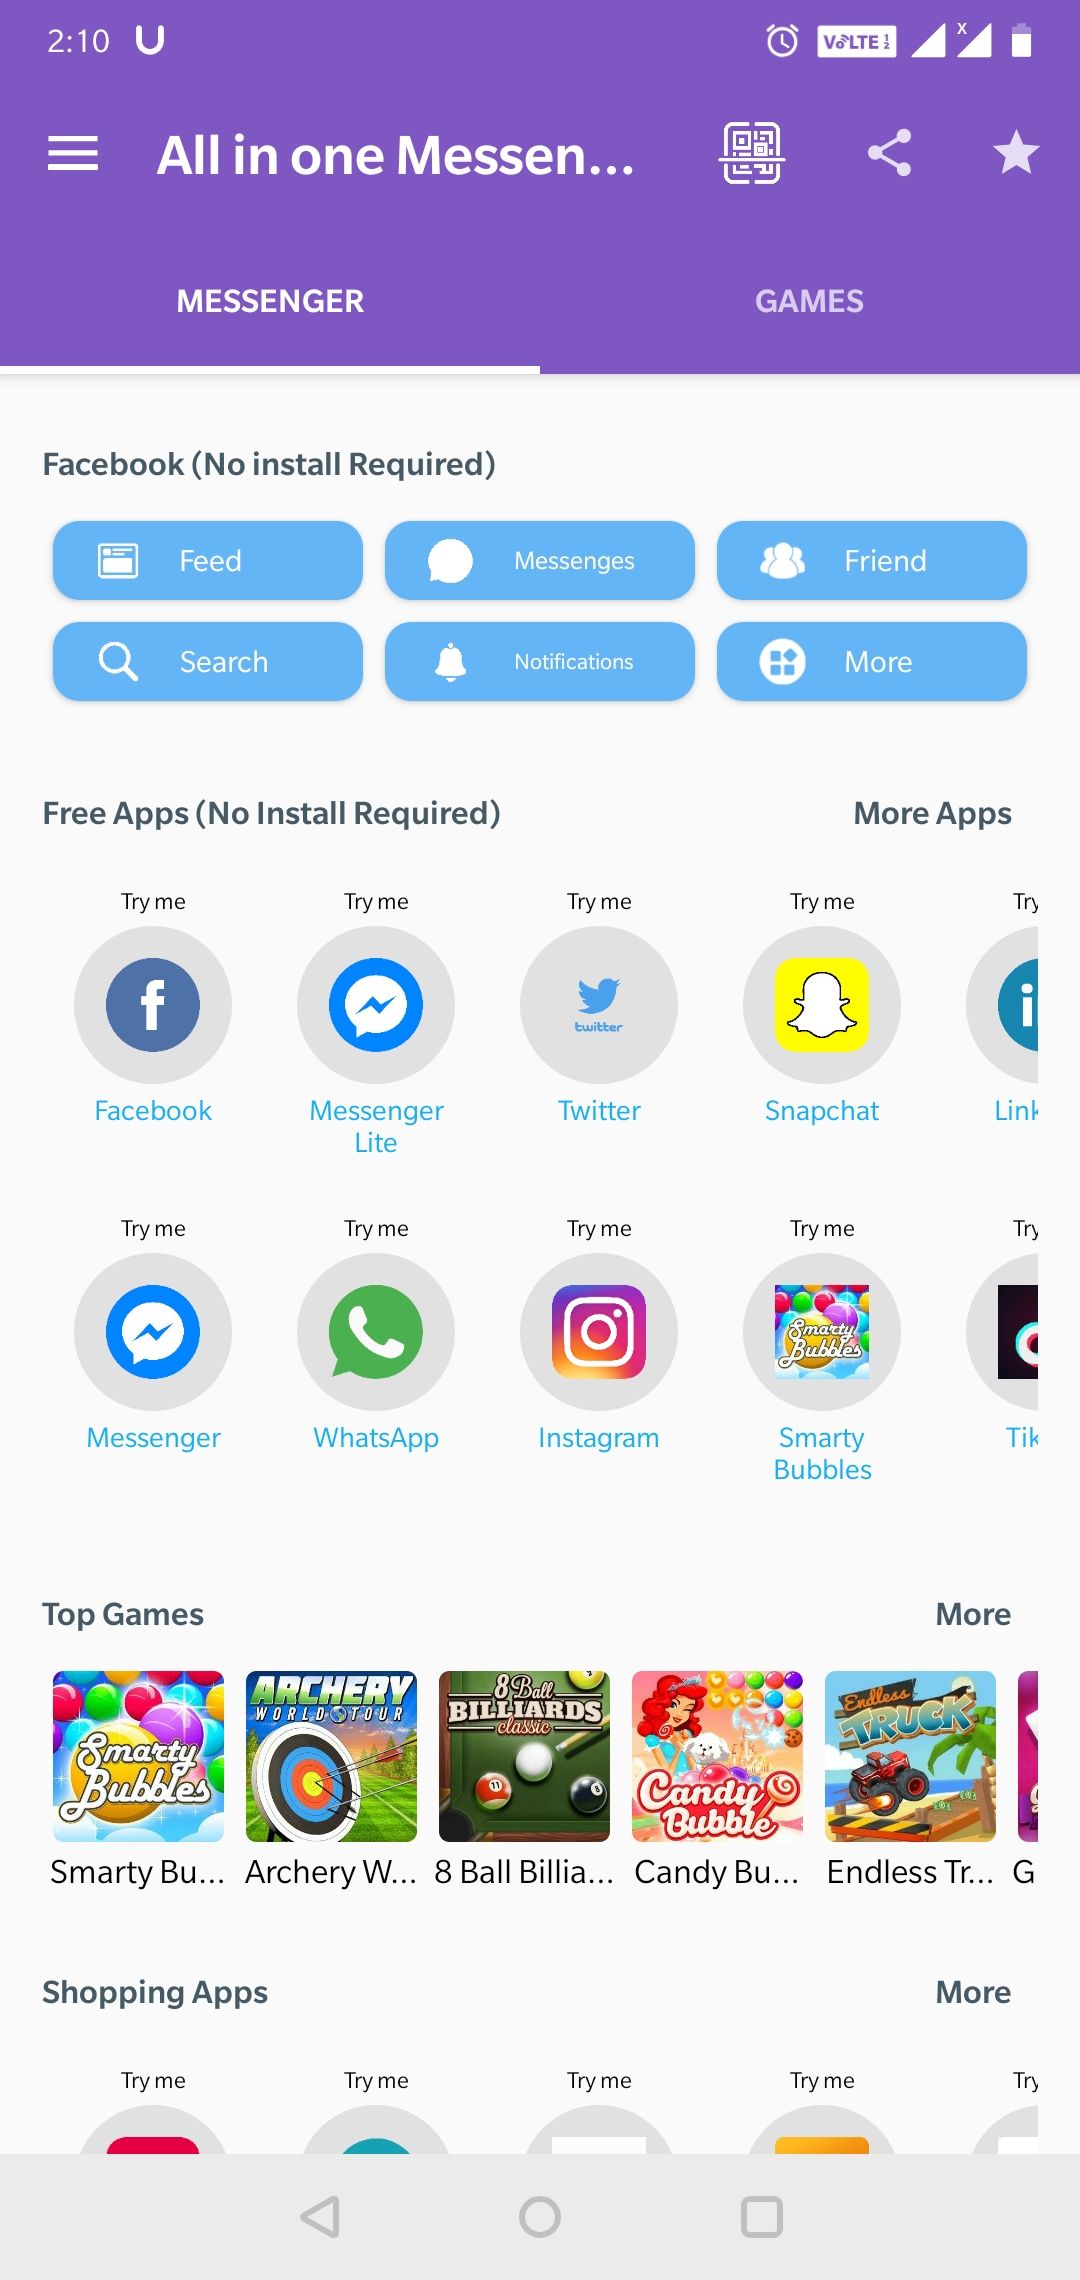 2:10
VoLTE 1 2
x
All in one Messen...
MESSENGER
GAMES
Facebook (No install Required)
Feed
Messenges
Friend
Search
Notifications
More
Free Apps (No Install Required)
More Apps
Try me
Try me
Try me
Try me
Try
f
twitter
Facebook
Messenger
Lite
Twitter
Snapchat
Link
Try me
Try me
Try me
Try me
Try
Smarty
Bubbles
Messenger
WhatsApp
Instagram
Smarty
Bubbles
Tik
Top Games
More
Smarty
Bubbles
ARCHERY
WORLD TOUR
8 Ball
BILLIARDS
classic
11
8
Candy
Bubble
Endless
TRUCK
Smarty Bu...
Archery W...
8 Ball Billia...
Candy Bu...
Endless Tr...
G
Shopping Apps
More
Try me
Try me
Try me
Try me
Try